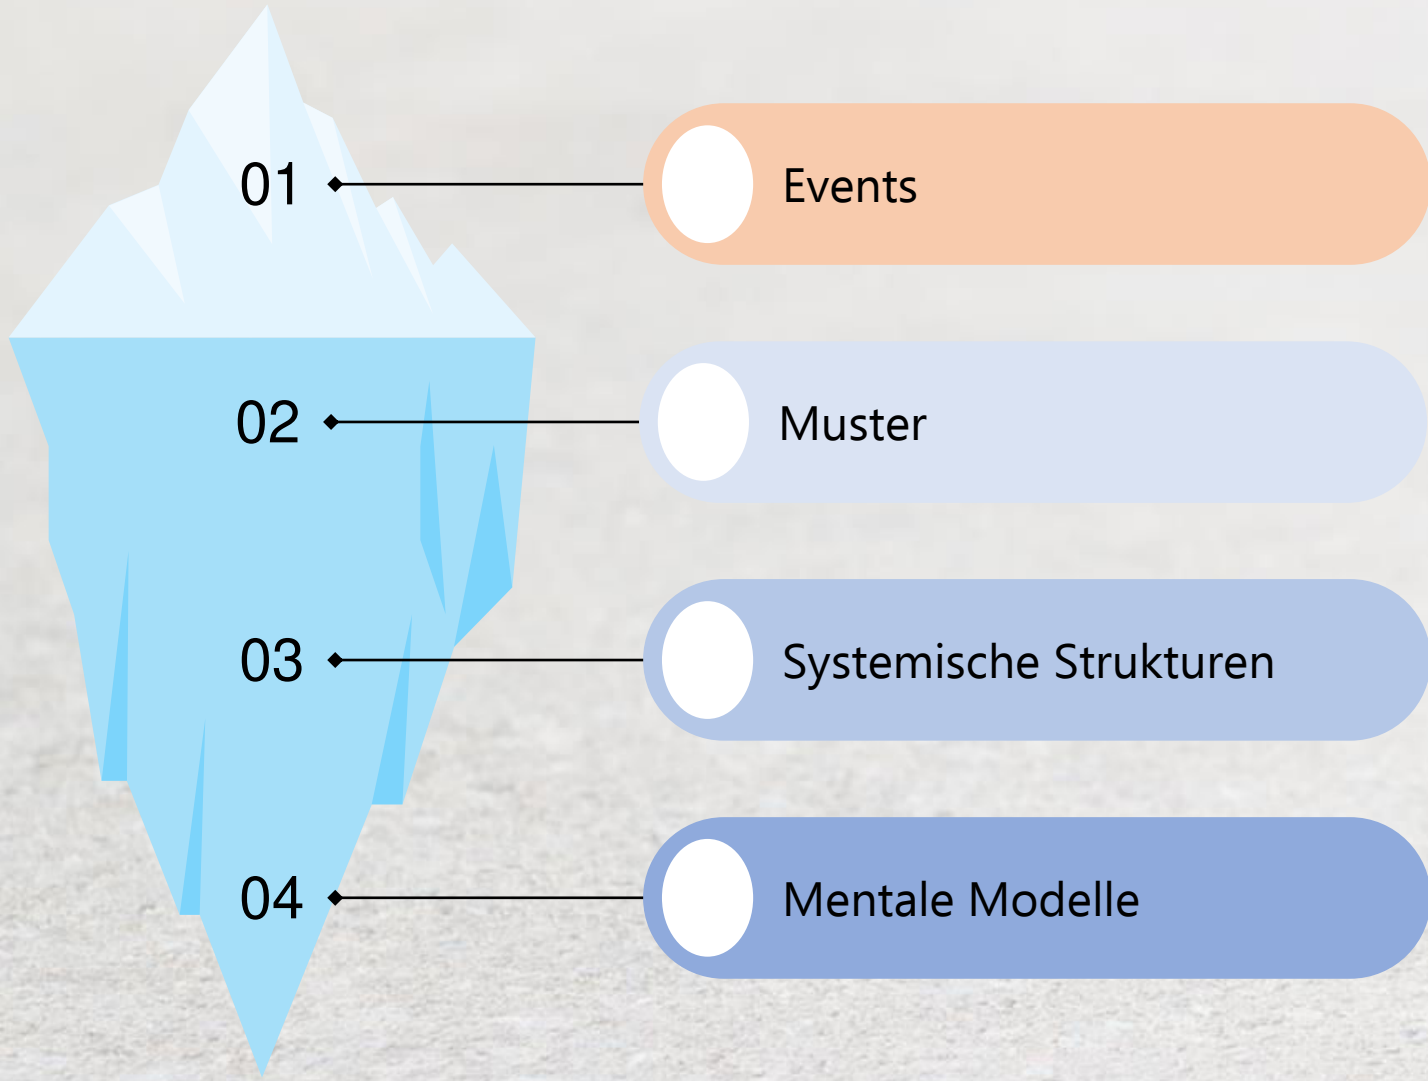 01
Events
02
Muster
03
Systemische Strukturen
04
Mentale Modelle